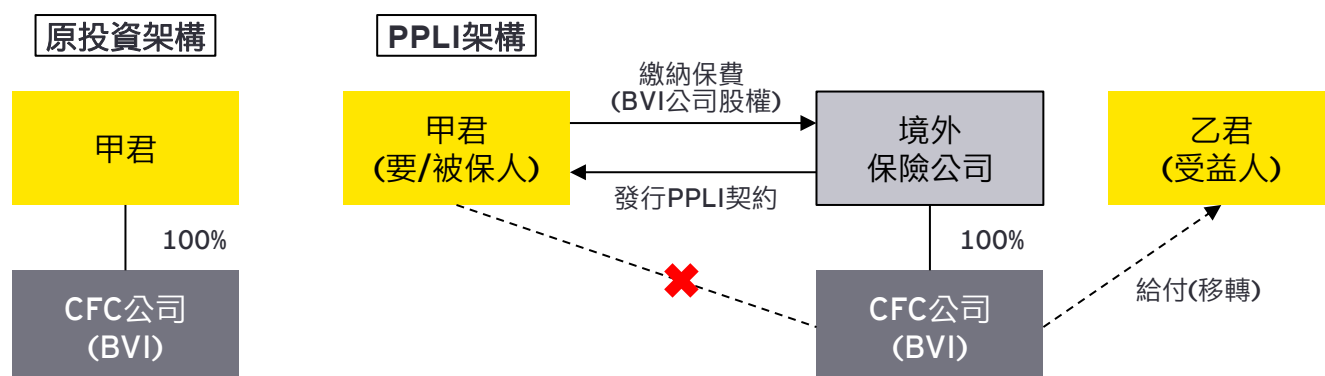 原投資架構
甲君
100%
CFC公司
(BVI)
PPLI架構
甲君
(要/被保人)
繳納保費
(BVI公司股權)
發行PPLI契約
境外
保險公司
100%
CFC公司
(BVI)
乙君
(受益人)
給付(移轉)